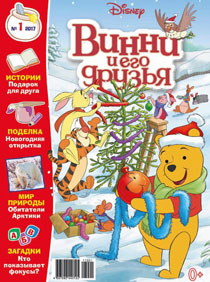 № 1 2017
Disney
Винни
и его
друзья
ИСТОРИИ
Подарок
для друга
ПОДЕЛКА
Новогодняя
открытка
МИР
ПРИРОДЫ
Обитатели
Арктики
АБВ
ЗАГАДКИ
Кто
показывает
фокусы?
0+